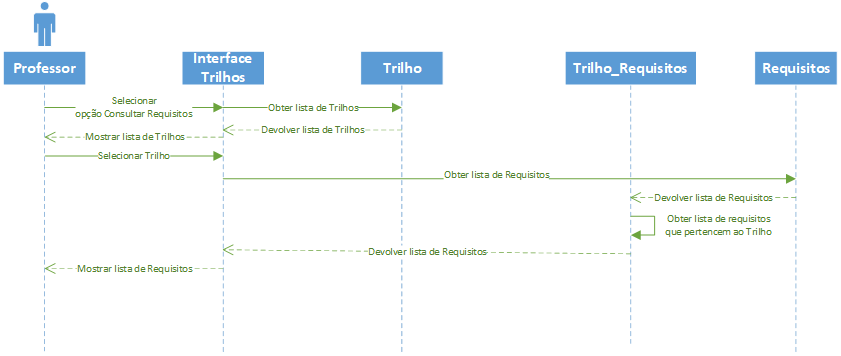 Professor
Interface
Trilhos
Trilho
Trilho_Requisitos
Requisitos
Selecionar
opção Consultar Requisitos
Obter lista de Trilhos
Devolver lista de Trilhos
Mostrar lista de Trilhos
Selecionar Trilho
Obter lista de Requisitos
Devolver lista de Requisitos
Obter lista de requisitos
que pertencem ao Trilho
Devolver lista de Requisitos
Mostrar lista de Requisitos